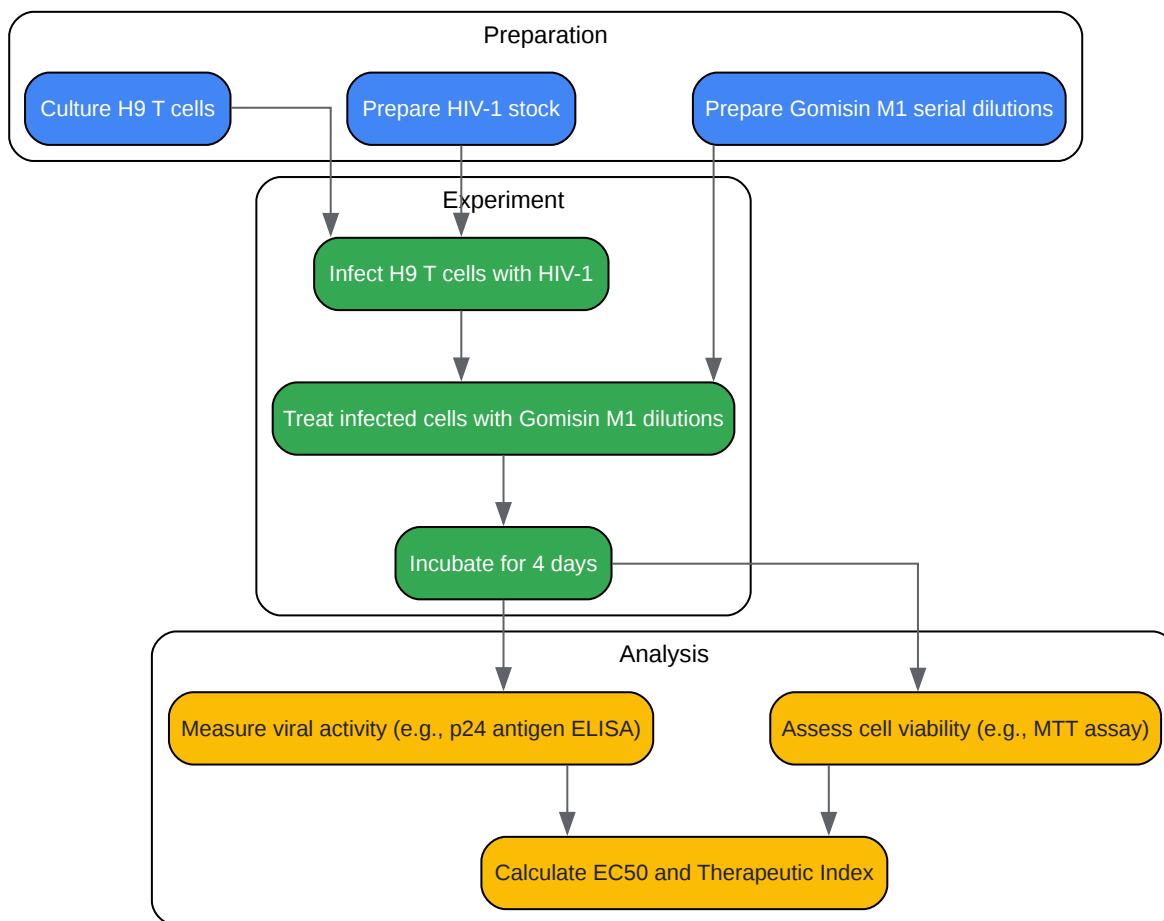 Preparation
Culture H9 T cells
Prepare HIV-1 stock
Prepare Gomisin M1 serial dilutions
Experiment
Infect H9 T cells with HIV-1
Treat infected cells with Gomisin M1 dilutions
Incubate for 4 days
Analysis
Measure viral activity (e.g., p24 antigen ELISA)
Assess cell viability (e.g., MTT assay)
Calculate EC50 and Therapeutic Index